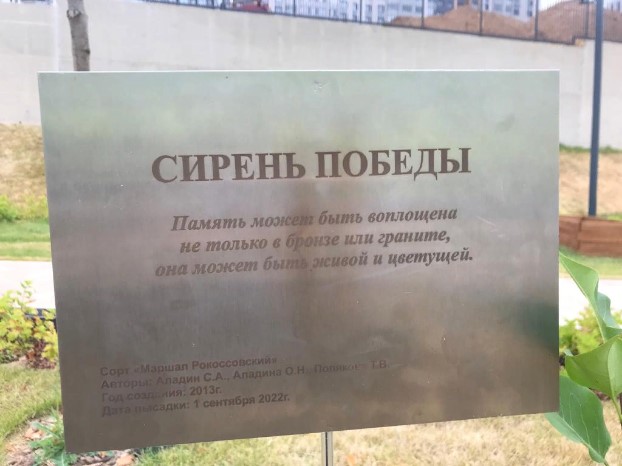 СИРЕНЬ ПОБЕДЫ
Память может быть воплощена
не только в бронзе или граните,
она может быть живой и цветущей.
Сорт «Маршал Рокоссовский»
Авторы: Аладин С.А., Аладина О.Н., Т.В.
Год создания: 2013г.
Дата высадки: 1 сентября 2022г.